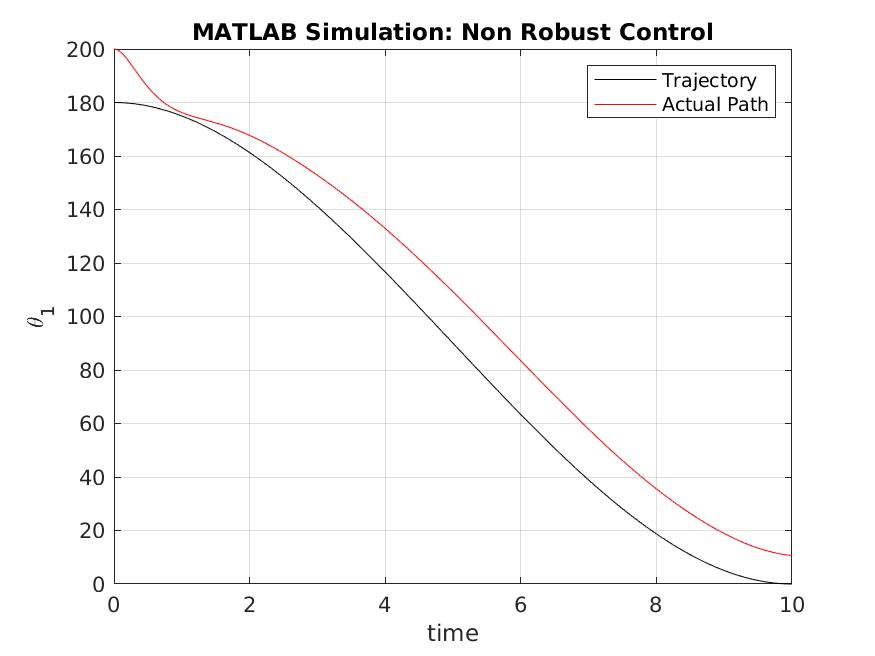 MATLAB Simulation: Non Robust Control
Trajectory
Actual Path
200
180
160
140
120
100
80
60
40
20
0
θ1
0 2 4 6 8 10
time